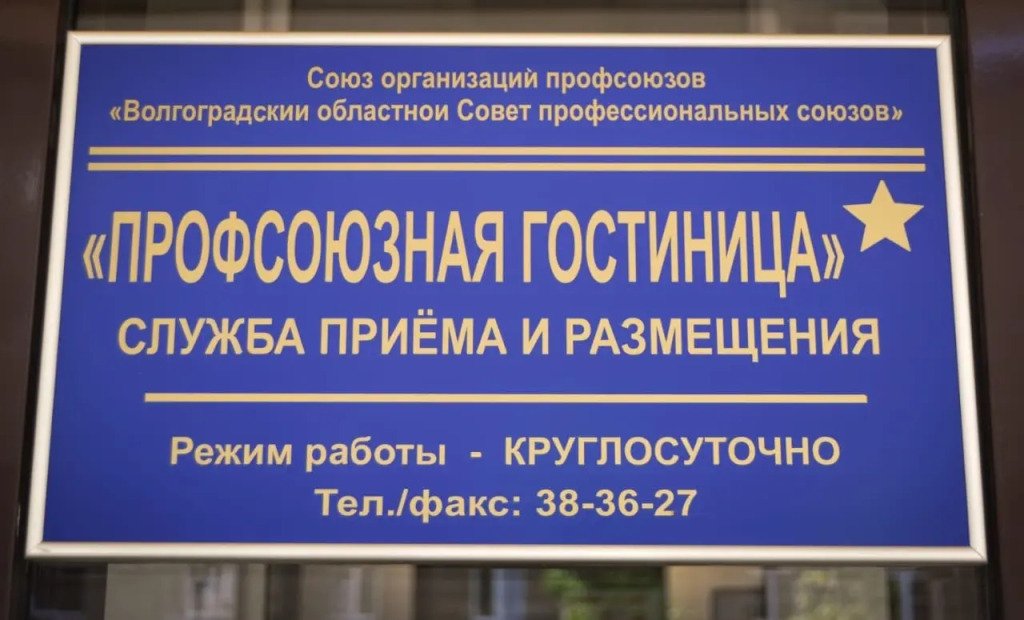 Союз организаций профсоюзов
«Волгоградскии областнои Совет профессиональных союзов»
«ПРОФСОЮЗНАЯ ГОСТИНИЦА»
СЛУЖБА ПРИЁМА И РАЗМЕЩЕНИЯ
Режим работы - КРУГЛОСУТОЧНО
Тел./факс: 38-36-27